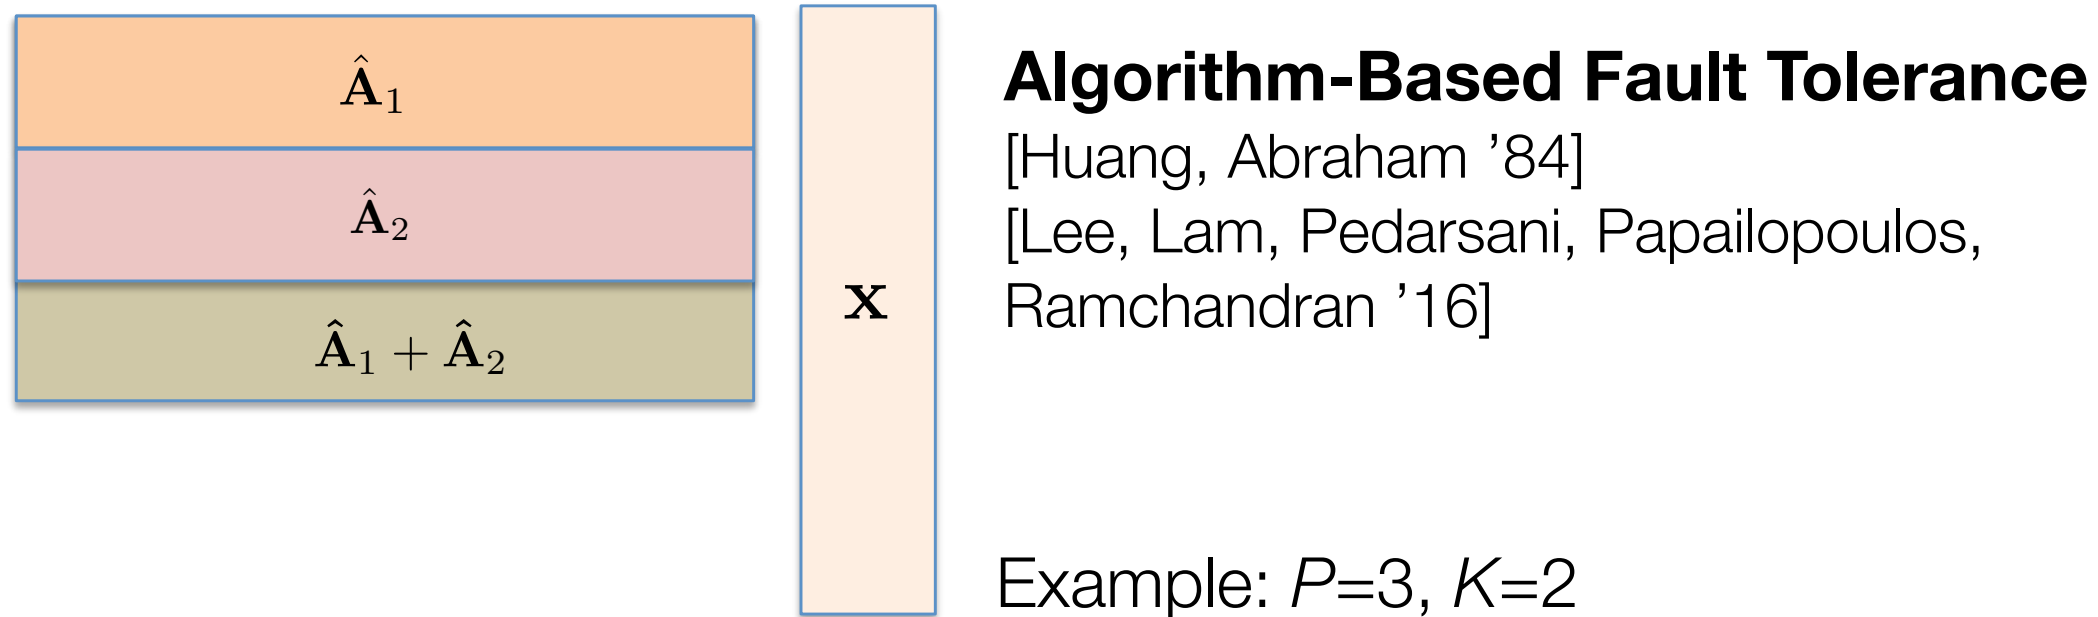 Â₁
Â₂
Â₁ + Â₂
x
Algorithm-Based Fault Tolerance
[Huang, Abraham ’84]
[Lee, Lam, Pedarsani, Papailopoulos,
Ramchandran ’16]
Example: P=3, K=2